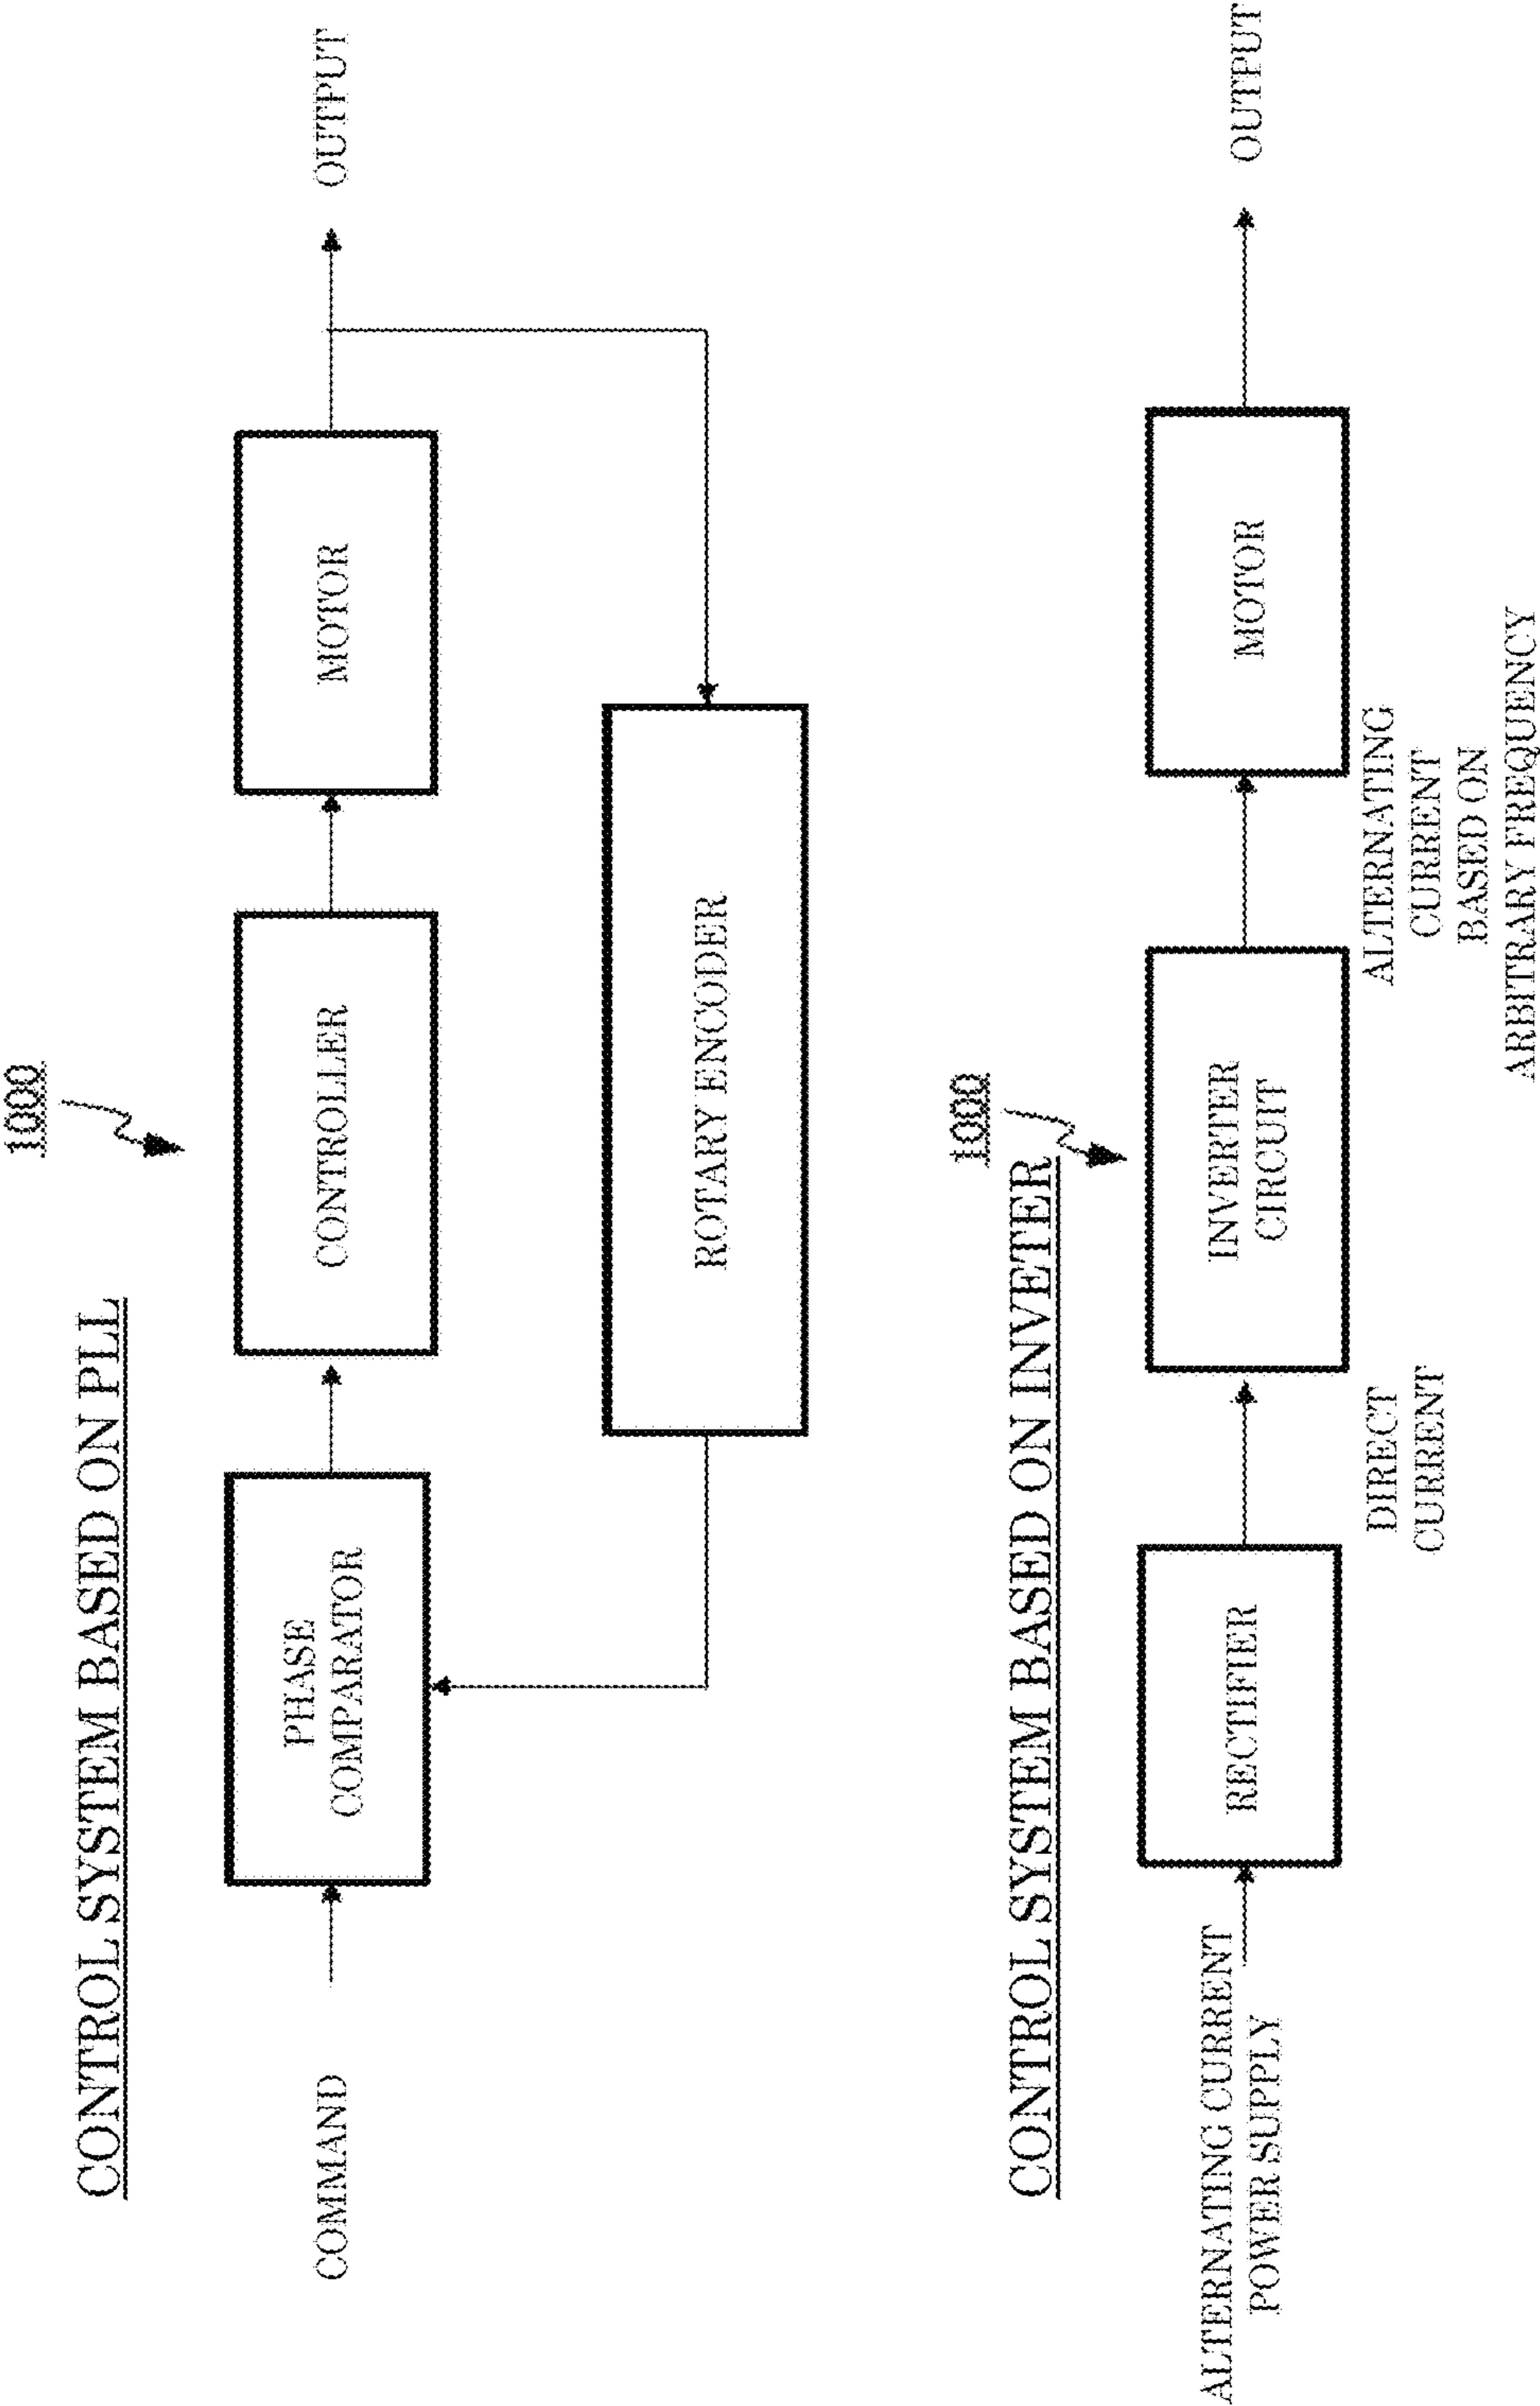 CONTROL SYSTEM BASED ON PLL
1000
COMMAND
PHASE
COMPARATOR
CONTROLLER
MOTOR
OUTPUT
ROTARY ENCODER
CONTROL SYSTEM BASED ON INVETER
1000
ALTERNATING CURRENT
POWER SUPPLY
RECTIFIER
DIRECT
CURRENT
INVERTER
CIRCUIT
ALTERNATING
CURRENT
BASED ON
ARBITRARY FREQUENCY
MOTOR
OUTPUT